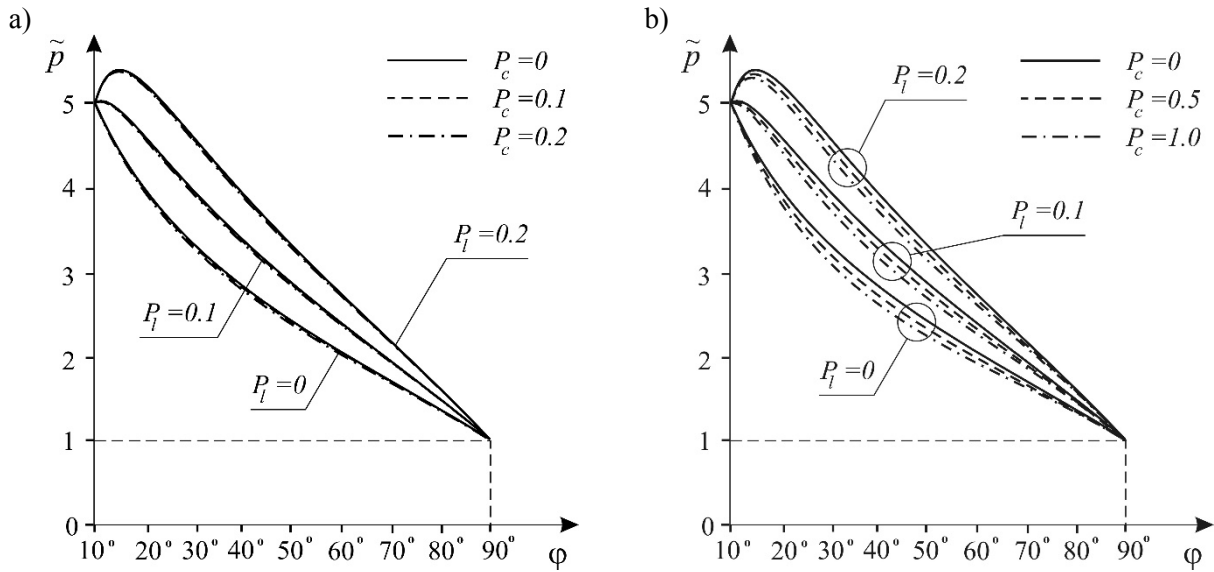 a)
p̃
P_c=0
P_c=0.1
P_c=0.2
5
4
3
2
1
0
P_l=0.2
P_l=0.1
P_l=0
10° 20° 30° 40° 50° 60° 70° 80° 90° φ
b)
p̃
P_c=0
P_c=0.5
P_c=1.0
5
4
3
2
1
0
P_l=0.2
P_l=0.1
P_l=0
10° 20° 30° 40° 50° 60° 70° 80° 90° φ